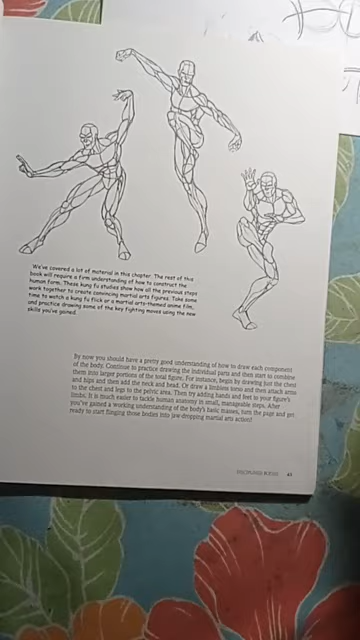 We've covered a lot of material in this chapter. The rest of this
book will require a firm understanding of how to construct the
human form. These kung fu studies show how all the previous steps
work together to create convincing martial arts figures. Take some
time to watch a kung fu flick or a martial arts-themed anime film,
and practice drawing some of the key fighting moves using the new
skills you've gained.
By now you should have a pretty good understanding of how to draw each component
of the body. Continue to practice drawing the individual parts and then start to combine
them into larger portions of the total figure. For instance, begin by drawing just the chest
and hips and then add the neck and head. Or draw a limbless torso and then attach arms
to the chest and legs to the pelvic area. Then try adding hands and feet to your figure's
limbs. It is much easier to tackle human anatomy in small, manageable steps. After
you've gained a working understanding of the body's basic masses, turn the page and get
ready to start flinging those bodies into jaw-dropping martial arts action!